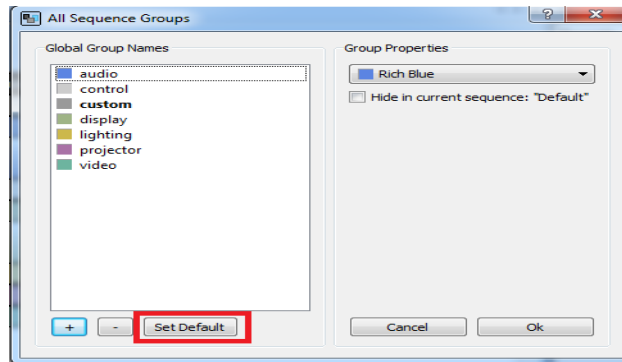 All Sequence Groups
Global Group Names
audio
control
custom
display
lighting
projector
video
+ - Set Default
Group Properties
Rich Blue
Hide in current sequence: "Default"
Cancel Ok